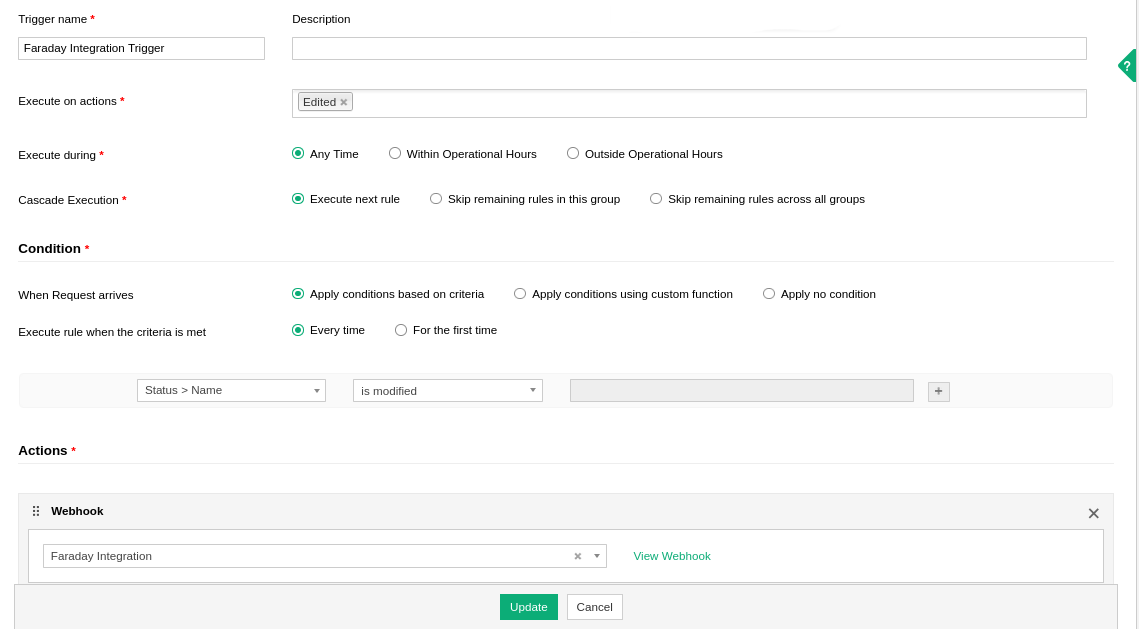 Trigger name *
Description
Faraday Integration Trigger
?
Execute on actions *
Edited ✖
Execute during *
Any Time
Within Operational Hours
Outside Operational Hours
Cascade Execution *
Execute next rule
Skip remaining rules in this group
Skip remaining rules across all groups
Condition *
When Request arrives
Apply conditions based on criteria
Apply conditions using custom function
Apply no condition
Execute rule when the criteria is met
Every time
For the first time
Status > Name
is modified
+
Actions *
Webhook
Faraday Integration
View Webhook
Update
Cancel